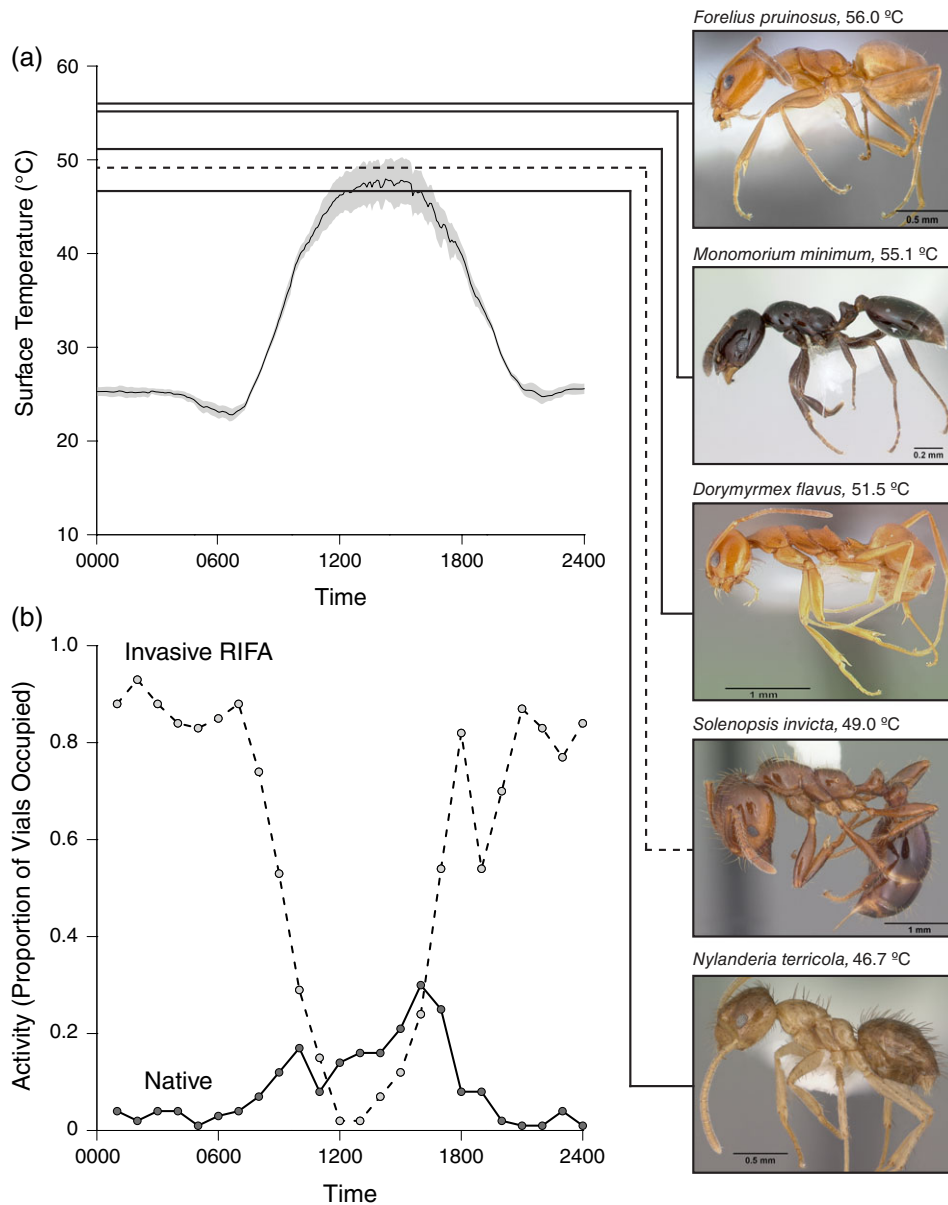 (a)
60
50
40
30
20
10
Surface Temperature (°C)
0000 0600 1200 1800 2400
Time
(b)
1.0
0.8
0.6
0.4
0.2
0
Activity (Proportion of Vials Occupied)
Invasive RIFA
Native
0000 0600 1200 1800 2400
Time
Forelius pruinosus, 56.0 ºC
0.5 mm
Monomorium minimum, 55.1 ºC
0.2 mm
Dorymyrmex flavus, 51.5 ºC
1 mm
Solenopsis invicta, 49.0 ºC
1 mm
Nylanderia terricola, 46.7 ºC
0.5 mm